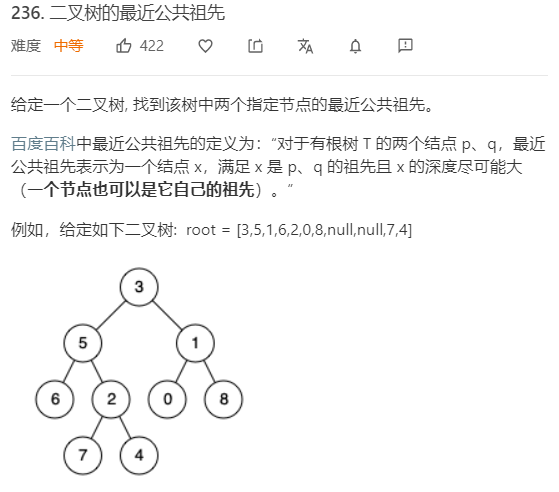 236. 二叉树的最近公共祖先
难度 中等 422
给定一个二叉树, 找到该树中两个指定节点的最近公共祖先。
百度百科中最近公共祖先的定义为：“对于有根树 T 的两个结点 p、q，最近
公共祖先表示为一个结点 x，满足 x 是 p、q 的祖先且 x 的深度尽可能大
（一个节点也可以是它自己的祖先）。”
例如，给定如下二叉树: root = [3,5,1,6,2,0,8,null,null,7,4]
3
5 1
6 2 0 8
7 4